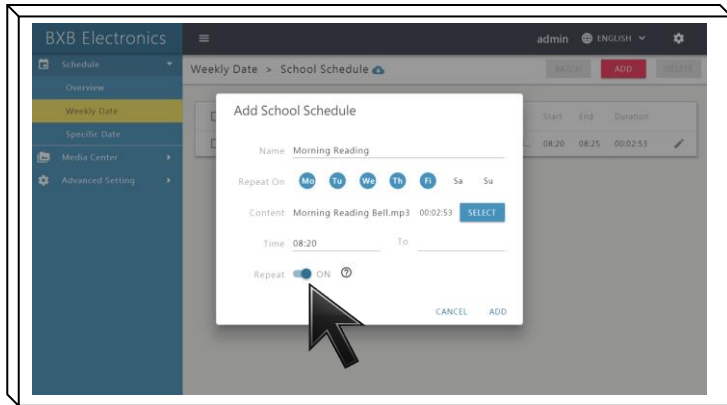 BXB Electronics
admin ENGLISH
Schedule
Weekly Date > School Schedule
BATCH ADD DELETE
Overview
Weekly Date
Specific Date
Media Center
Advanced Setting
Start End Duration
... 08:20 08:25 00:02:53
Add School Schedule
Name Morning Reading
Repeat On Mo Tu We Th Fi Sa Su
Content Morning Reading Bell.mp3 00:02:53 SELECT
Time 08:20 To
Repeat ON
CANCEL ADD